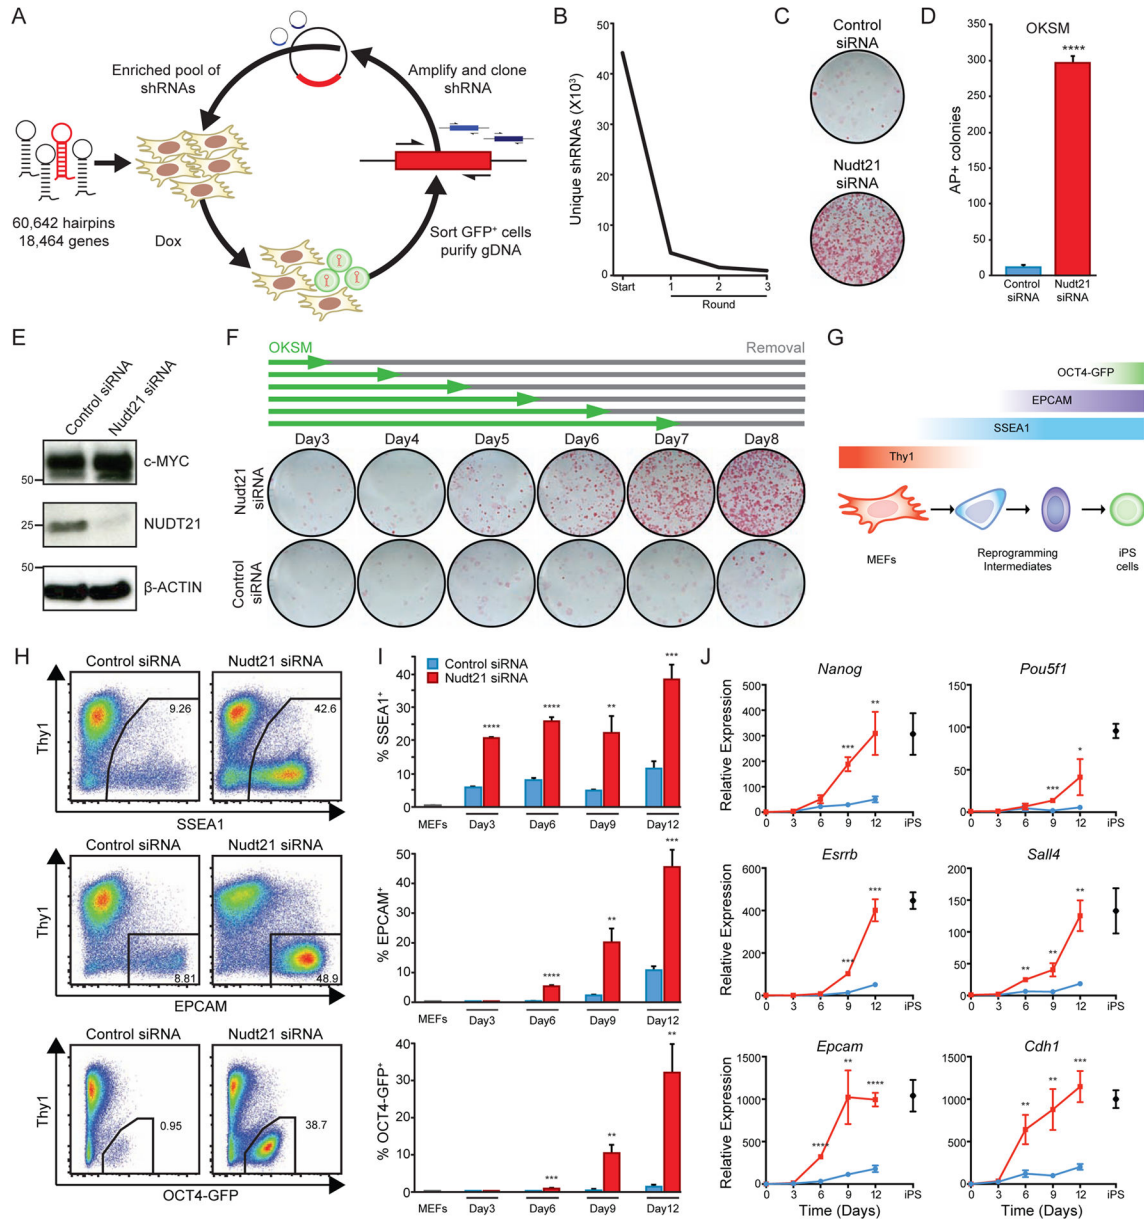 A
Enriched pool of
shRNAs
Amplify and clone
shRNA
60,642 hairpins
18,464 genes
Dox
Sort GFP⁺ cells
purify gDNA
B
Unique shRNAs (X10³)
50
40
30
20
10
0
Start
1
2
3
Round
C
Control
siRNA
Nudt21
siRNA
D
OKSM
AP+ colonies
350
300
250
200
150
100
50
0
****
Control
siRNA
Nudt21
siRNA
E
Control siRNA
Nudt21 siRNA
50
c-MYC
25
NUDT21
50
β-ACTIN
F
OKSM
Removal
Day3
Day4
Day5
Day6
Day7
Day8
Nudt21
siRNA
Control
siRNA
G
OCT4-GFP
EPCAM
SSEA1
Thy1
MEFs
Reprogramming
Intermediates
iPS
cells
H
Control siRNA
Nudt21 siRNA
Thy1
9.26
42.6
SSEA1
Control siRNA
Nudt21 siRNA
Thy1
8.81
48.9
EPCAM
Control siRNA
Nudt21 siRNA
Thy1
0.95
38.7
OCT4-GFP
I
Control siRNA
Nudt21 siRNA
% SSEA1⁺
50
40
30
20
10
0
****
****
**
***
MEFs
Day3
Day6
Day9
Day12
% EPCAM⁺
50
40
30
20
10
0
****
**
***
MEFs
Day3
Day6
Day9
Day12
% OCT4-GFP⁺
40
30
20
10
0
***
**
**
MEFs
Day3
Day6
Day9
Day12
J
Nanog
Relative Expression
500
400
300
200
100
0
***
**
0
3
6
9
12
iPS
Pou5f1
150
100
50
0
***
*
0
3
6
9
12
iPS
Esrrb
Relative Expression
600
400
200
0
***
***
0
3
6
9
12
iPS
Sall4
200
150
100
50
0
**
**
**
0
3
6
9
12
iPS
Epcam
Relative Expression
1500
1000
500
0
****
**
****
0
3
6
9
12
iPS
Time (Days)
Cdh1
1500
1000
500
0
**
**
***
0
3
6
9
12
iPS
Time (Days)